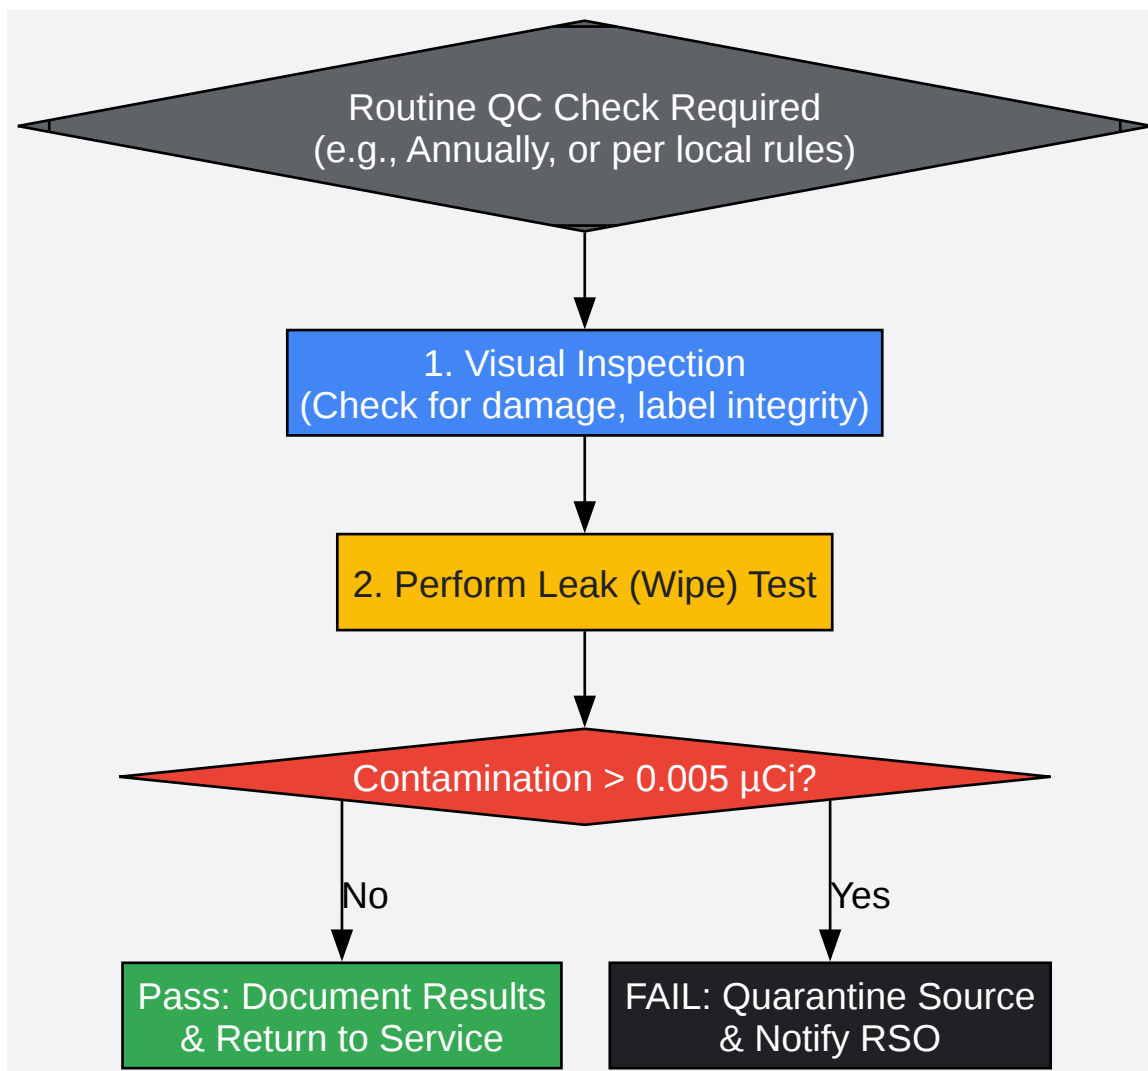 Routine QC Check Required
(e.g., Annually, or per local rules)
1. Visual Inspection
(Check for damage, label integrity)
2. Perform Leak (Wipe) Test
Contamination > 0.005 µCi?
No
Yes
Pass: Document Results
& Return to Service
FAIL: Quarantine Source
& Notify RSO